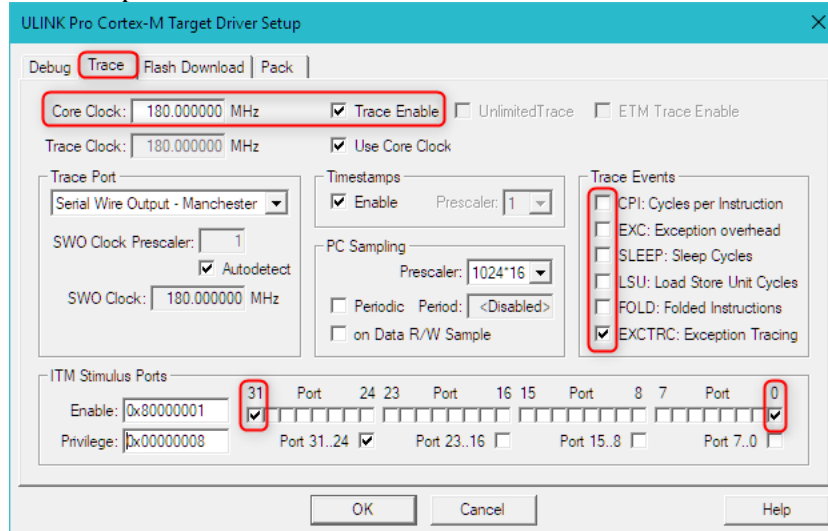 ULINK Pro Cortex-M Target Driver Setup
Debug Trace Flash Download Pack
Core Clock: 180.000000 MHz Trace Enable UnlimitedTrace ETM Trace Enable
Trace Clock: 180.000000 MHz Use Core Clock
Trace Port
Serial Wire Output - Manchester
SWO Clock Prescaler: 1
Autodetect
SWO Clock: 180.000000 MHz
Timestamps
Enable Prescaler: 1
PC Sampling
Prescaler: 1024*16
Periodic Period: <Disabled>
on Data R/W Sample
Trace Events
CPI: Cycles per Instruction
EXC: Exception overhead
SLEEP: Sleep Cycles
LSU: Load Store Unit Cycles
FOLD: Folded Instructions
EXCTRC: Exception Tracing
ITM Stimulus Ports
31 Port 24 23 Port 16 15 Port 8 7 Port 0
Enable: 0x80000001
Privilege: 0x00000008 Port 31..24 Port 23..16 Port 15..8 Port 7..0
OK Cancel Help